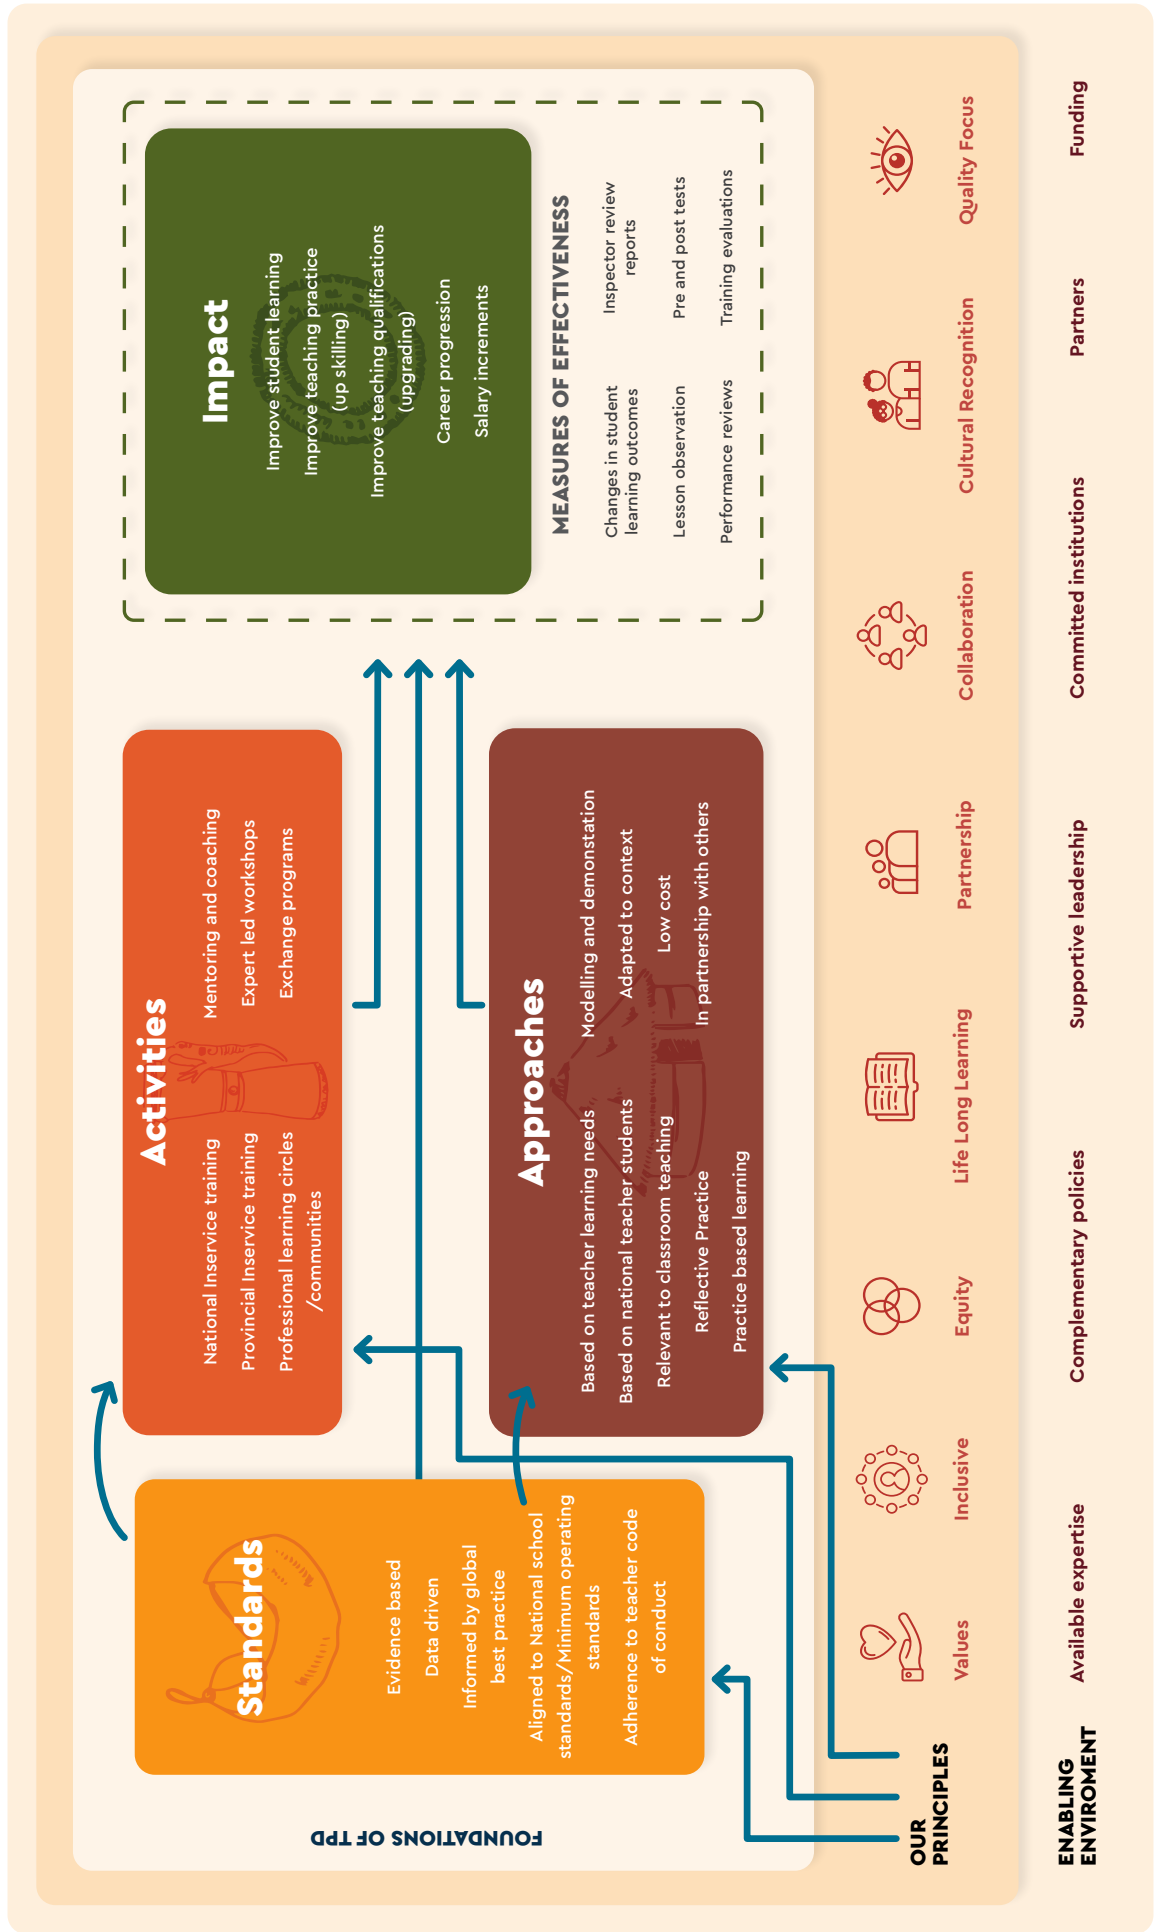 FOUNDATIONS OF TPD
Standards
Evidence based
Data driven
Informed by global
best practice
Aligned to National school
standards/Minimum operating
standards
Adherence to teacher code
of conduct
Activities
National Inservice training
Provincial Inservice training
Professional learning circles
/communities
Mentoring and coaching
Expert led workshops
Exchange programs
Approaches
Based on teacher learning needs
Based on national teacher students
Relevant to classroom teaching
Reflective Practice
Practice based learning
Modelling and demonstation
Adapted to context
Low cost
In partnership with others
Impact
Improve student learning
Improve teaching practice
(up skilling)
Improve teaching qualifications
(upgrading)
Career progression
Salary increments
MEASURES OF EFFECTIVENESS
Changes in student
learning outcomes
Lesson observation
Performance reviews
Inspector review
reports
Pre and post tests
Training evaluations
OUR
PRINCIPLES
Values
Inclusive
Equity
Life Long Learning
Partnership
Collaboration
Cultural Recognition
Quality Focus
ENABLING
ENVIROMENT
Available expertise
Complementary policies
Supportive leadership
Committed institutions
Partners
Funding